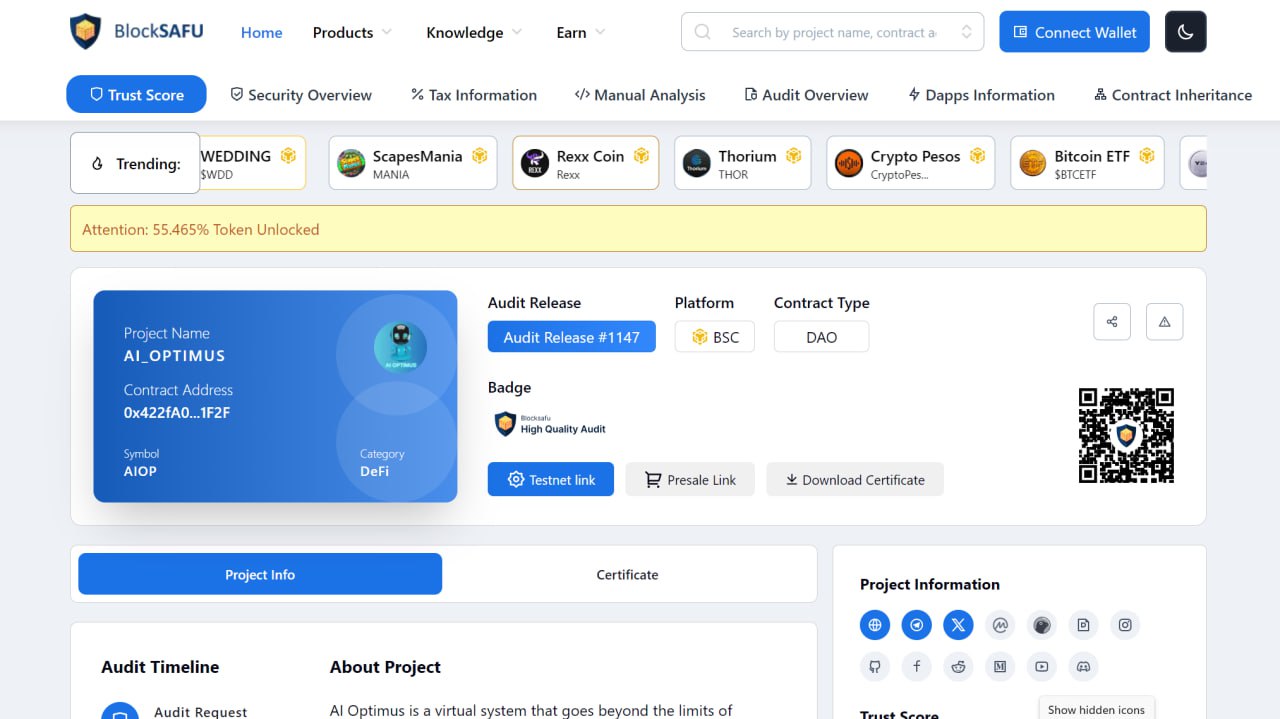 BlockSAFU
Home
Products
Knowledge
Earn
Search by project name, contract a
Connect Wallet
Trust Score
Security Overview
Tax Information
Manual Analysis
Audit Overview
Dapps Information
Contract Inheritance
Trending:
WEDDING
$WDD
ScapesMania
MANIA
REXX
Rexx Coin
Rexx
Thorium
Thorium
THOR
Crypto Pesos
CryptoPes...
Bitcoin ETF
$BTCETF
Attention: 55.465% Token Unlocked
Project Name
AI_OPTIMUS
AI OPTIMUS
Contract Address
0x422fA0...1F2F
Symbol
AIOP
Category
DeFi
Audit Release
Audit Release #1147
Platform
BSC
Contract Type
DAO
Badge
Blocksafu
High Quality Audit
Testnet link
Presale Link
Download Certificate
Project Info
Certificate
Audit Timeline
Audit Request
About Project
AI Optimus is a virtual system that goes beyond the limits of
Project Information
Trust Score
Show hidden icons